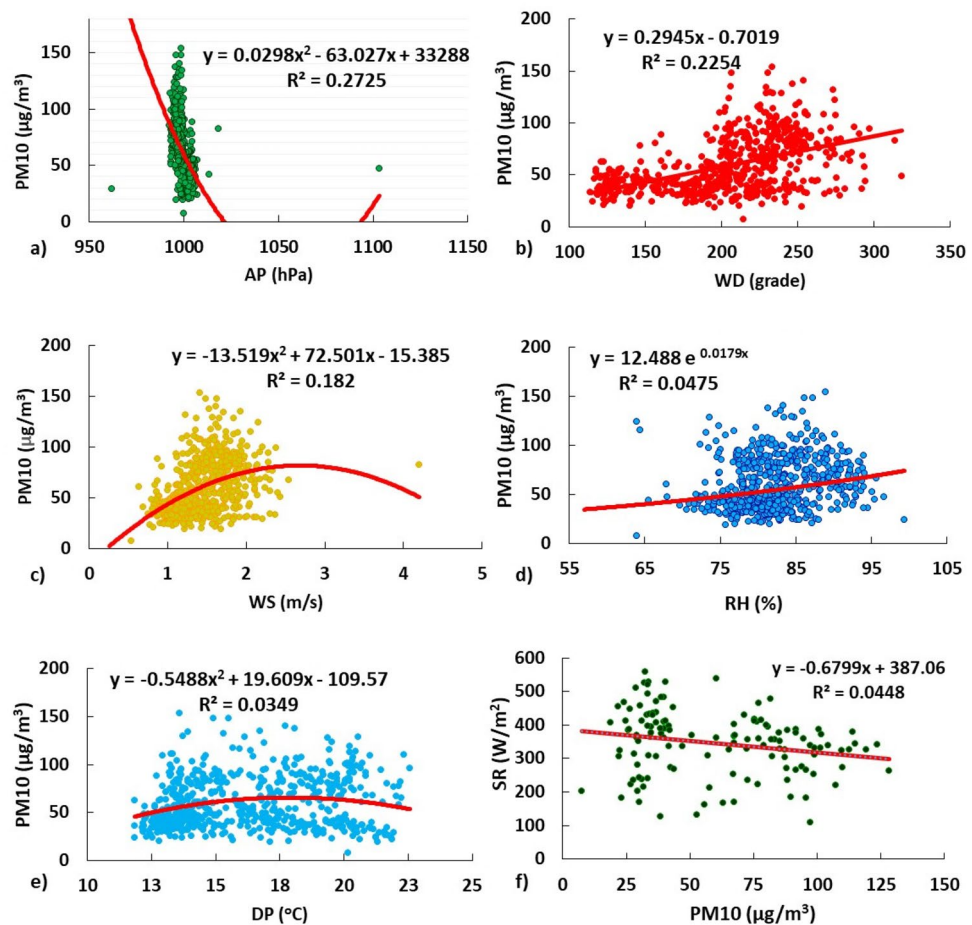 y = 0.0298x² - 63.027x + 33288
R² = 0.2725
PM10 (µg/m³)
150
100
50
0
950 1000 1050 1100 1150
a)
AP (hPa)
y = 0.2945x - 0.7019
R² = 0.2254
PM10 (µg/m³)
200
150
100
50
0
100 150 200 250 300 350
b)
WD (grade)
y = -13.519x² + 72.501x - 15.385
R² = 0.182
PM10 (µg/m³)
200
150
100
50
0
0 1 2 3 4 5
c)
WS (m/s)
y = 12.488 e 0.0179x
R² = 0.0475
PM10 (µg/m³)
200
150
100
50
0
55 65 75 85 95 105
d)
RH (%)
y = -0.5488x² + 19.609x - 109.57
R² = 0.0349
PM10 (µg/m³)
200
150
100
50
0
10 13 15 18 20 23 25
e)
DP (ºC)
y = -0.6799x + 387.06
R² = 0.0448
SR (W/m²)
600
500
400
300
200
100
0
0 25 50 75 100 125 150
f)
PM10 (µg/m³)